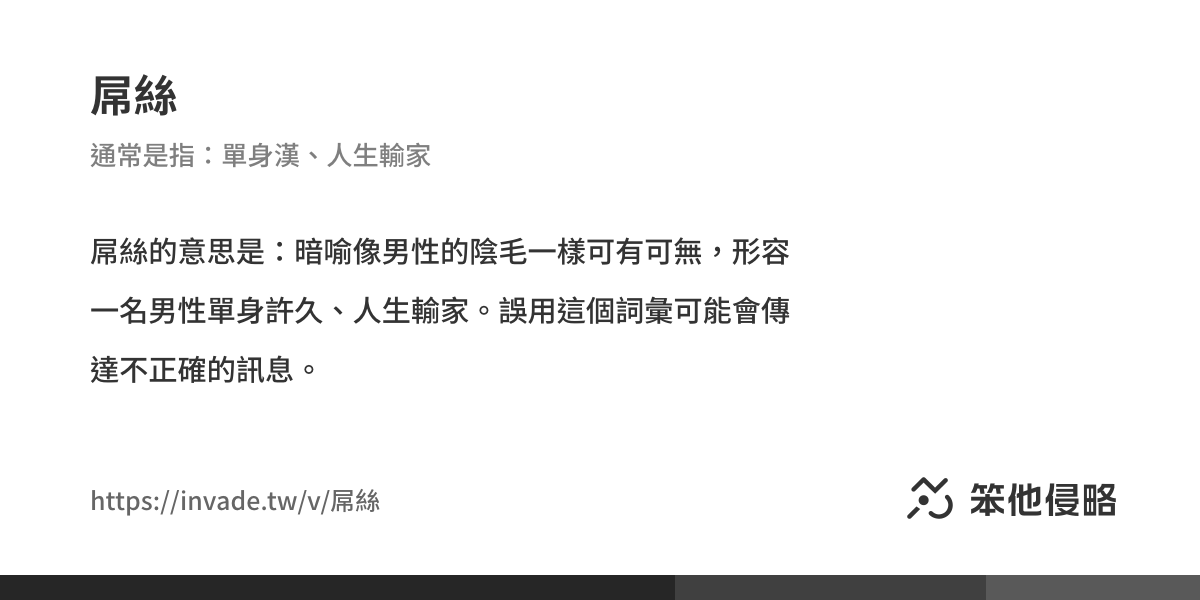 屌絲
通常是指：單身漢、人生輸家
屌絲的意思是：暗喻像男性的陰毛一樣可有可無，形容
一名男性單身許久、人生輸家。誤用這個詞彙可能會傳
達不正確的訊息。
https://invade.tw/v/屌絲
笨他侵略